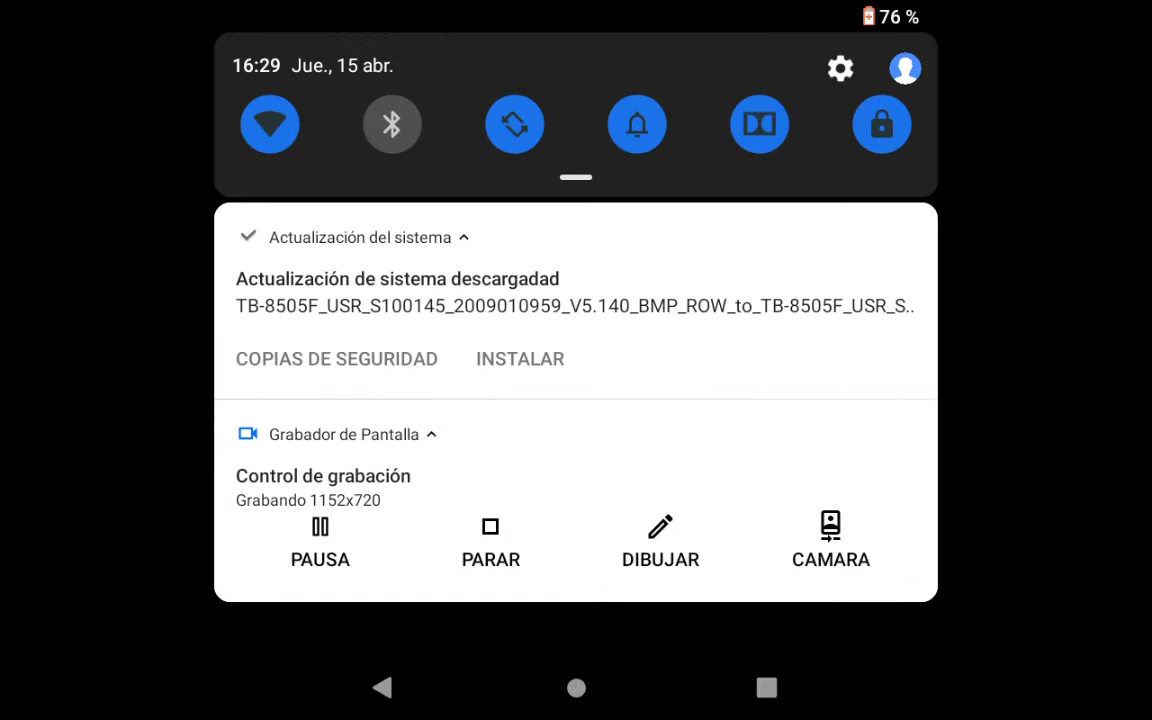 76 %
16:29 Jue., 15 abr.
Actualización del sistema
Actualización de sistema descargadad
TB-8505F_USR_S100145_2009010959_V5.140_BMP_ROW_to_TB-8505F_USR_S..
COPIAS DE SEGURIDAD INSTALAR
Grabador de Pantalla
Control de grabación
Grabando 1152x720
PAUSA PARAR DIBUJAR CAMARA